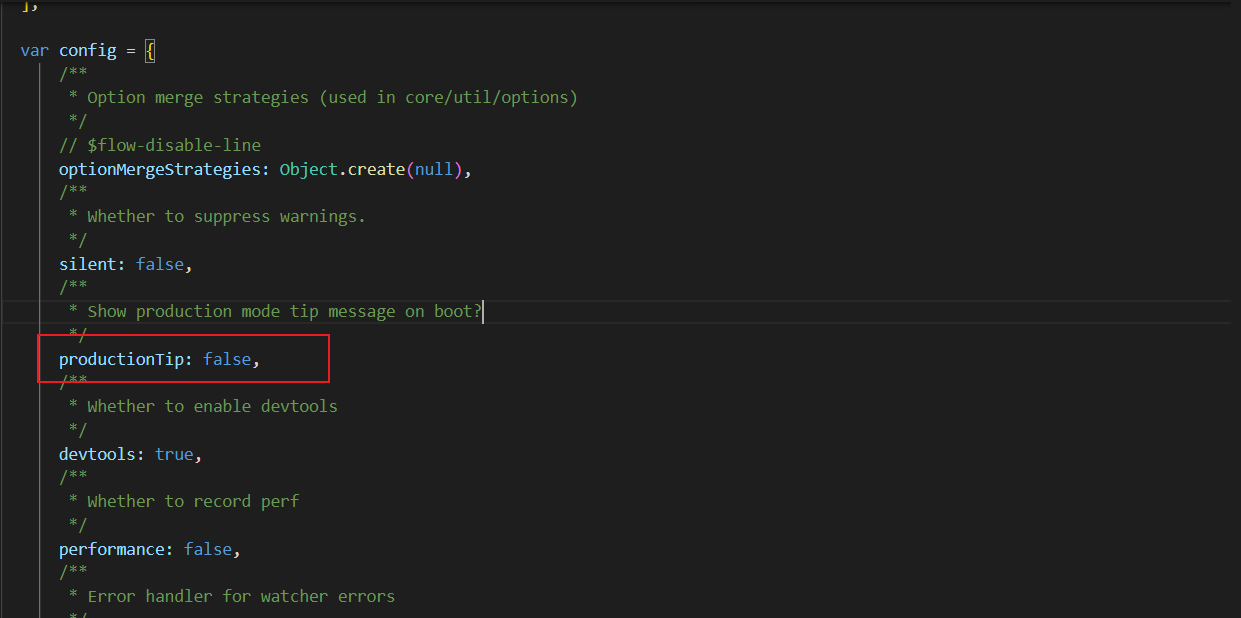 ],
var config = {
/**
* Option merge strategies (used in core/util/options)
*/
// $flow-disable-line
optionMergeStrategies: Object.create(null),
/**
* Whether to suppress warnings.
*/
silent: false,
/**
* Show production mode tip message on boot?
*/
productionTip: false,
/**
* Whether to enable devtools
*/
devtools: true,
/**
* Whether to record perf
*/
performance: false,
/**
* Error handler for watcher errors
*/